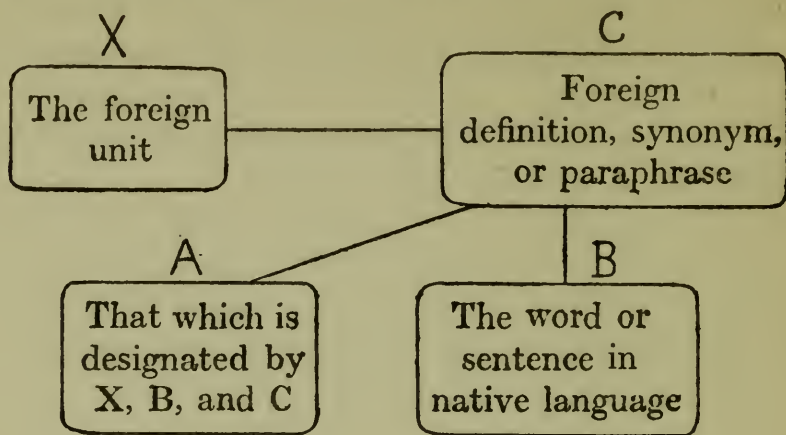 X
The foreign
unit
C
Foreign
definition, synonym,
or paraphrase
A
That which is
designated by
X, B, and C
B
The word or
sentence in
native language